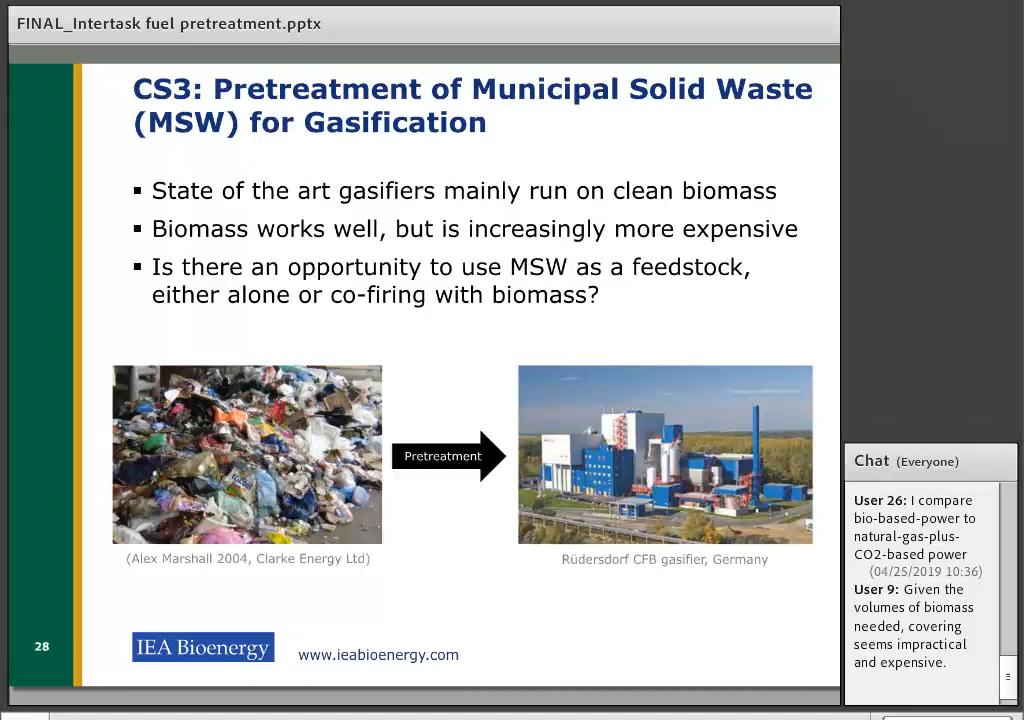 FINAL_Intertask fuel pretreatment.pptx
CS3: Pretreatment of Municipal Solid Waste
(MSW) for Gasification
▪ State of the art gasifiers mainly run on clean biomass
▪ Biomass works well, but is increasingly more expensive
▪ Is there an opportunity to use MSW as a feedstock,
either alone or co-firing with biomass?
Pretreatment
(Alex Marshall 2004, Clarke Energy Ltd)
Rüdersdorf CFB gasifier, Germany
28
IEA Bioenergy
www.ieabioenergy.com
Chat (Everyone)
User 26: I compare
bio-based-power to
natural-gas-plus-
CO2-based power
(04/25/2019 10:36)
User 9: Given the
volumes of biomass
needed, covering
seems impractical
and expensive.